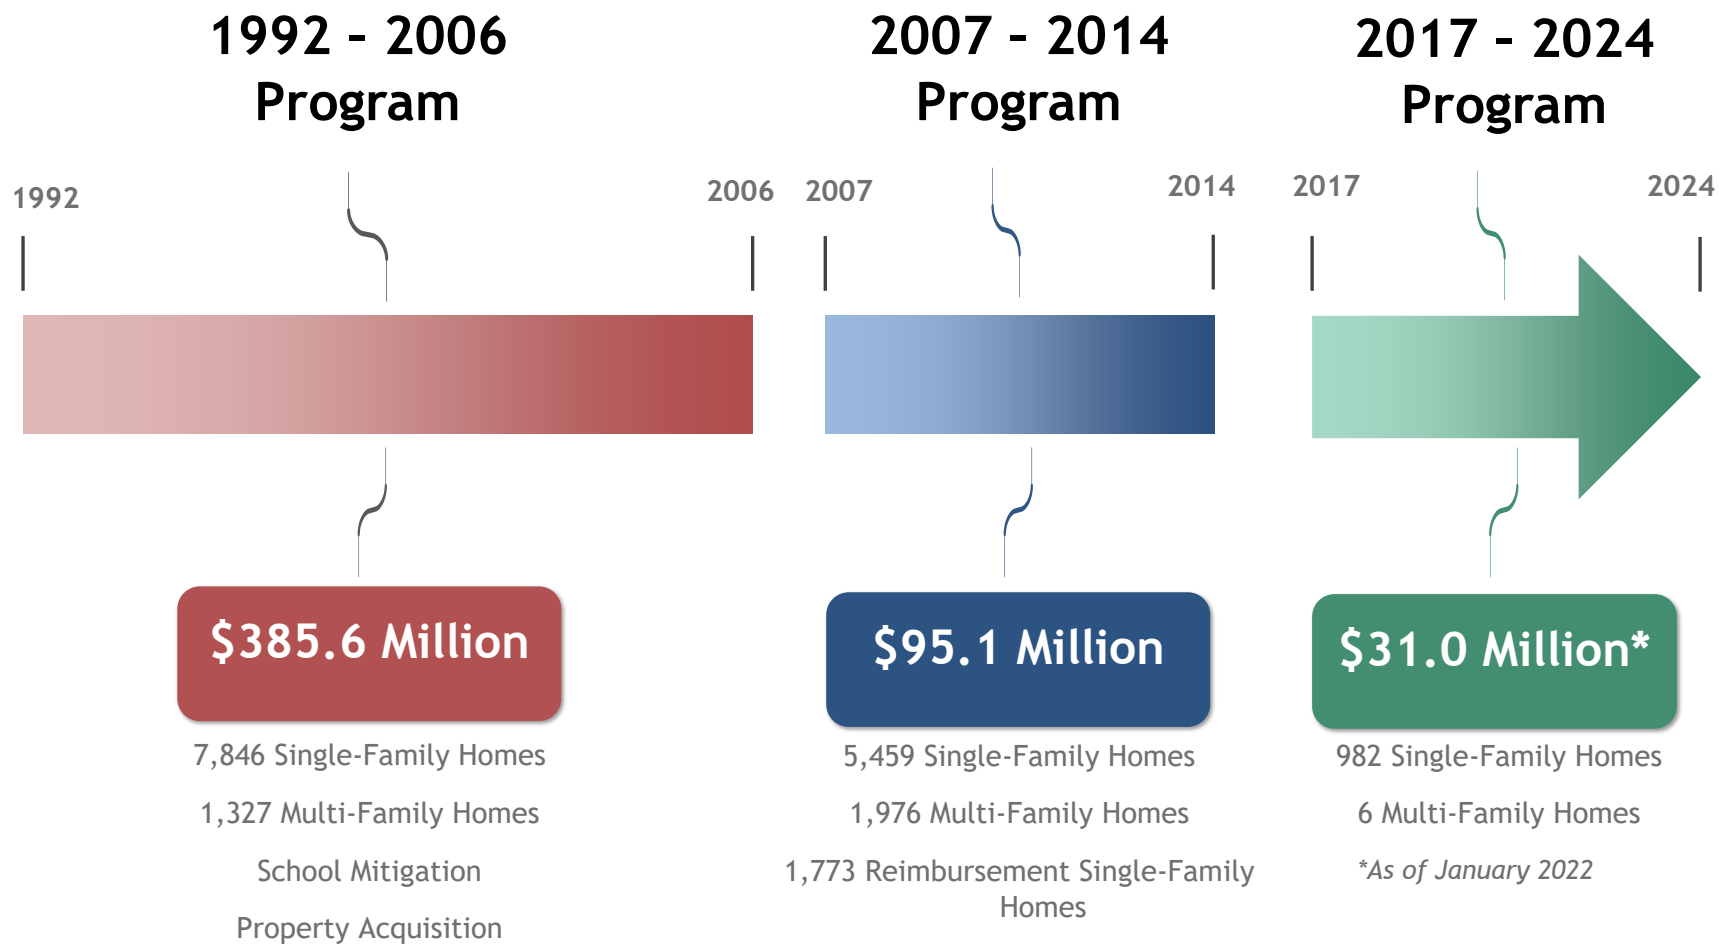 1992 – 2006
Program
2007 – 2014
Program
2017 – 2024
Program
1992
2006
2007
2014
2017
2024
$385.6 Million
7,846 Single-Family Homes
1,327 Multi-Family Homes
School Mitigation
Property Acquisition
$95.1 Million
5,459 Single-Family Homes
1,976 Multi-Family Homes
1,773 Reimbursement Single-Family
Homes
$31.0 Million*
982 Single-Family Homes
6 Multi-Family Homes
*As of January 2022